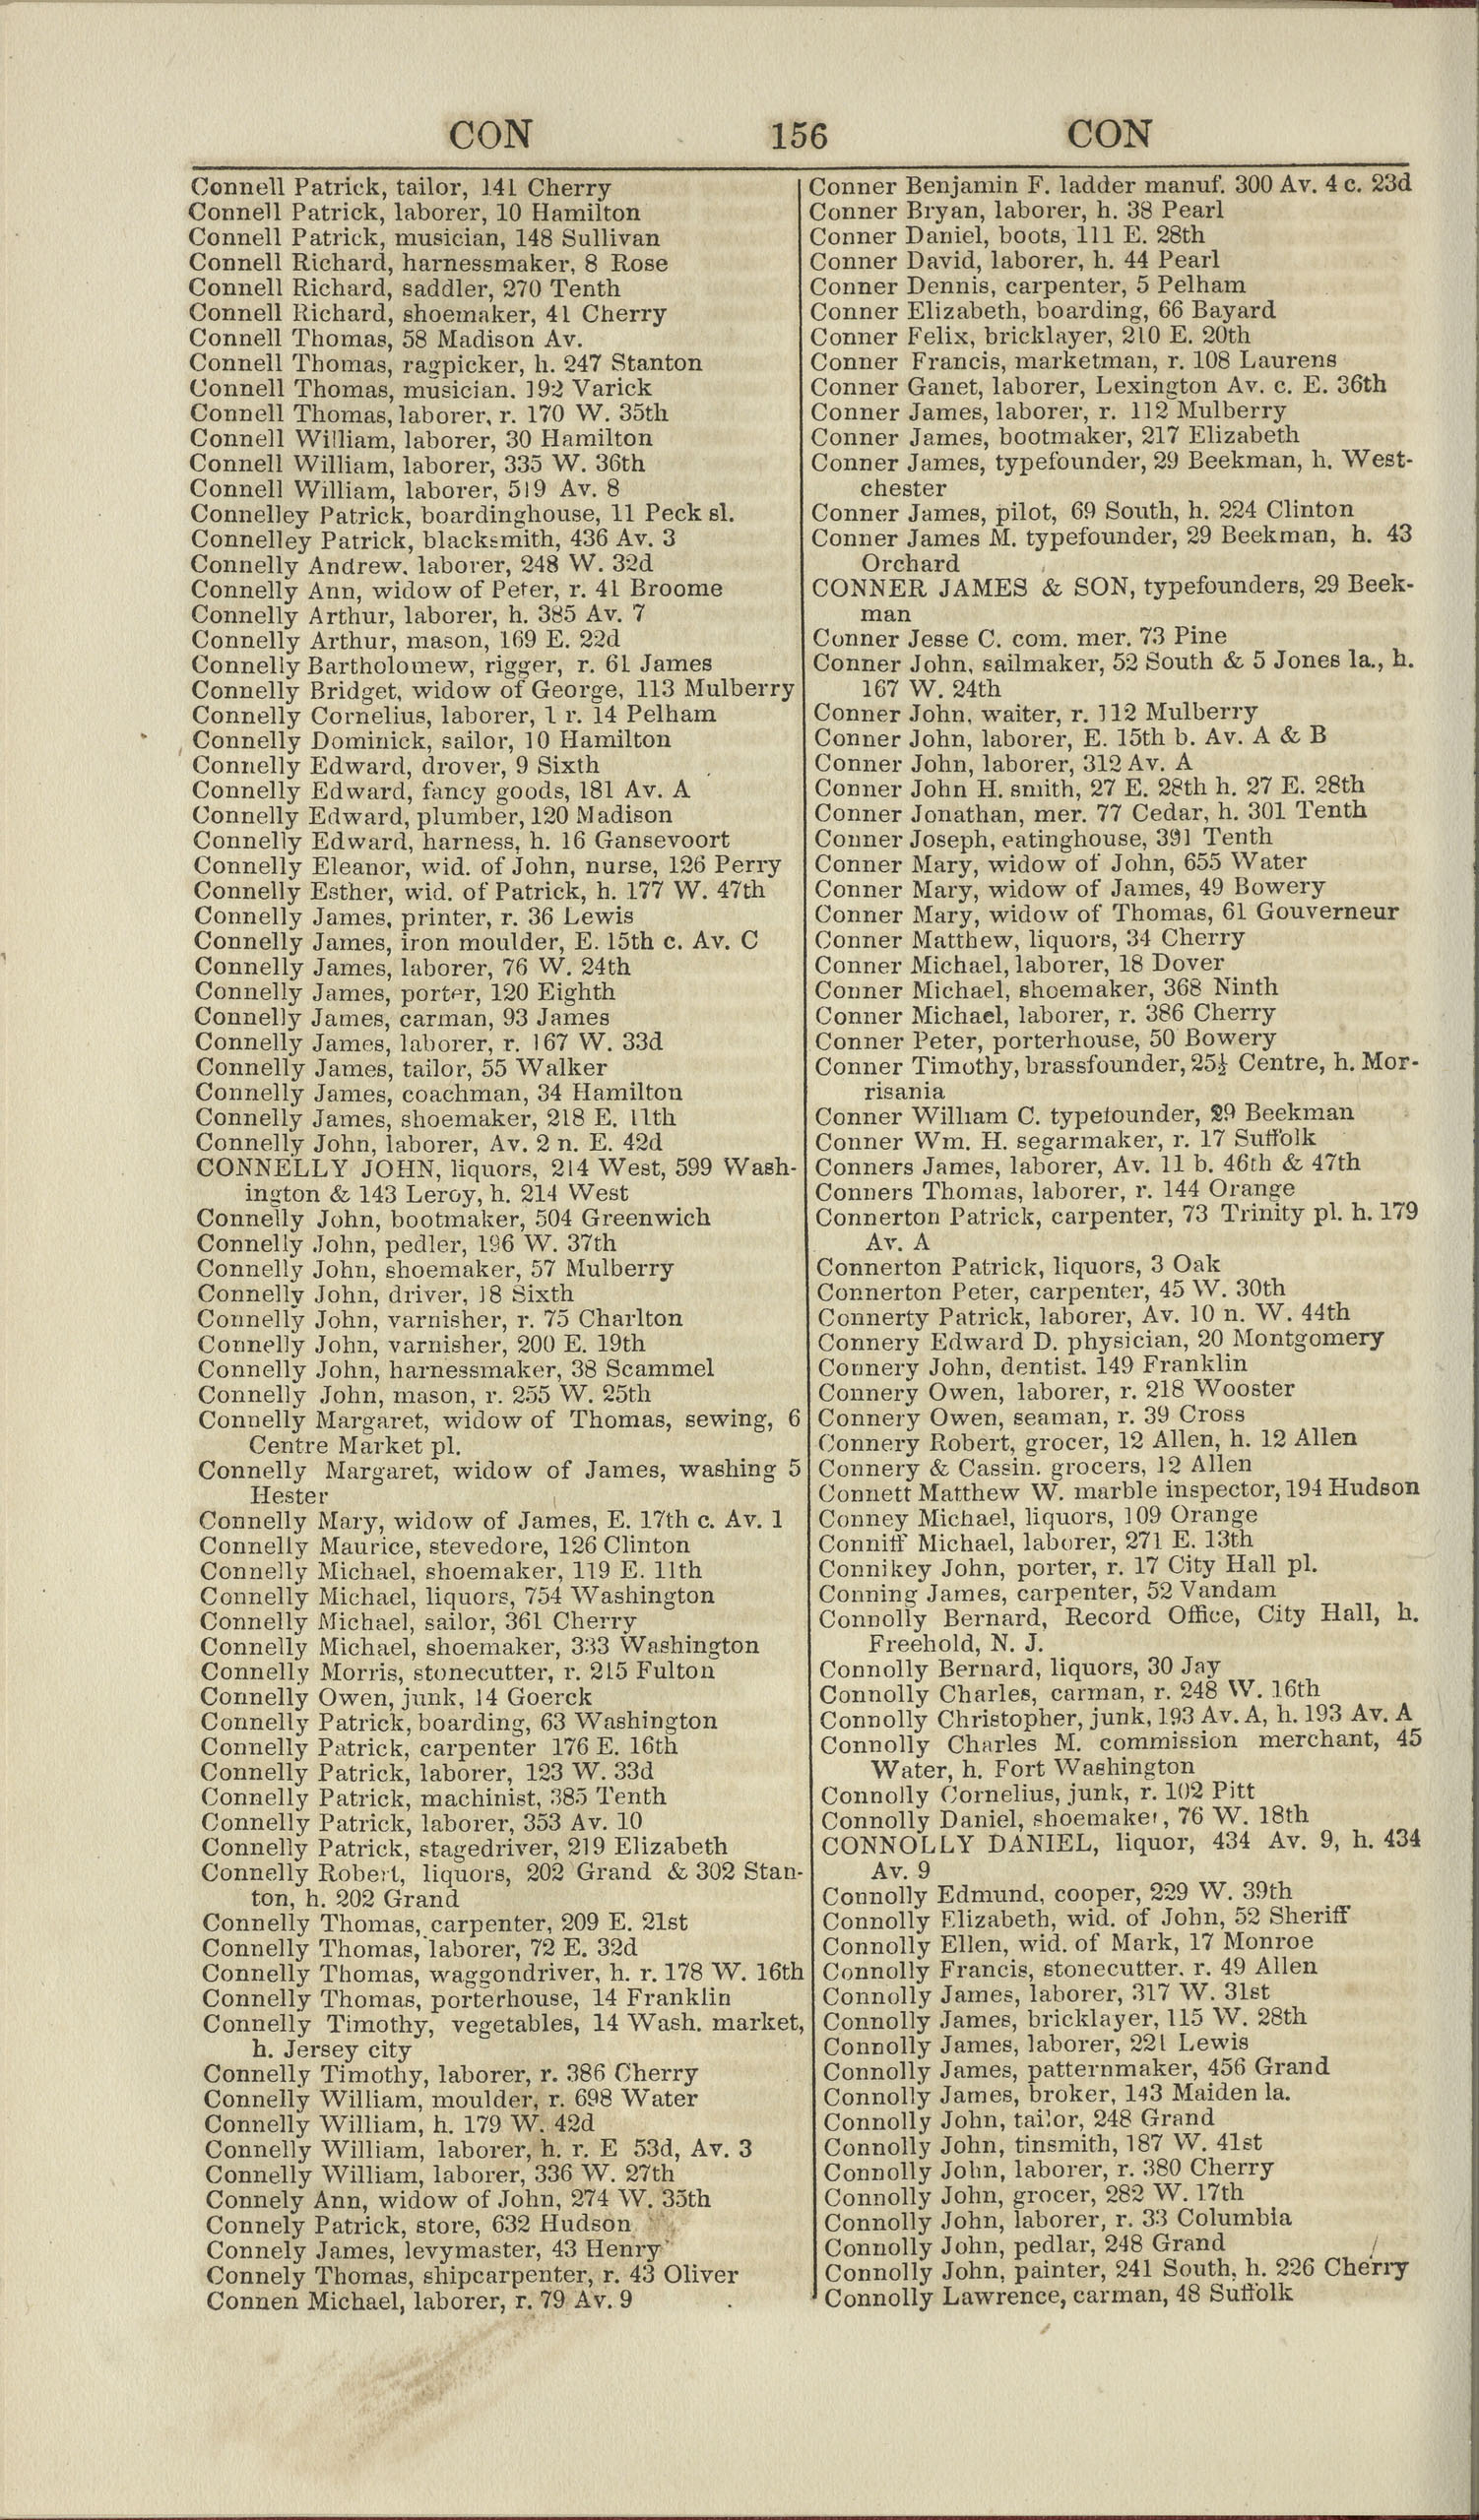 CON 156 CON
Connell Patrick, tailor, 141 Cherry
Connell Patrick, laborer, 10 Hamilton
Connell Patrick, musician, 148 Sullivan
Connell Richard, harnessmaker, 8 Rose
Connell Richard, saddler, 270 Tenth
Connell Richard, shoemaker, 41 Cherry
Connell Thomas, 58 Madison Av.
Connell Thomas, ragpicker, h. 247 Stanton
Connell Thomas, musician. 192 Varick
Connell Thomas, laborer, r. 170 W. 35th
Connell William, laborer, 30 Hamilton
Connell William, laborer, 335 W. 36th
Connell William, laborer, 519 Av. 8
Connelley Patrick, boardinghouse, 11 Peck sl.
Connelley Patrick, blacksmith, 436 Av. 3
Connelly Andrew. laborer, 248 W. 32d
Connelly Ann, widow of Peter, r. 41 Broome
Connelly Arthur, laborer, h. 385 Av. 7
Connelly Arthur, mason, 169 E. 22d
Connelly Bartholomew, rigger, r. 61 James
Connelly Bridget, widow of George, 113 Mulberry
Connelly Cornelius, laborer, 1 r. 14 Pelham
Connelly Dominick, sailor, 10 Hamilton
Connelly Edward, drover, 9 Sixth
Connelly Edward, fancy goods, 181 Av. A
Connelly Edward, plumber, 120 Madison
Connelly Edward, harness, h. 16 Gansevoort
Connelly Eleanor, wid. of John, nurse, 126 Perry
Connelly Esther, wid. of Patrick, h. 177 W. 47th
Connelly James, printer, r. 36 Lewis
Connelly James, iron moulder, E. 15th c. Av. C
Connelly James, laborer, 76 W. 24th
Connelly James, porter, 120 Eighth
Connelly James, carman, 93 James
Connelly James, laborer, r. 167 W. 33d
Connelly James, tailor, 55 Walker
Connelly James, coachman, 34 Hamilton
Connelly James, shoemaker, 218 E. 11th
Connelly John, laborer, Av. 2 n. E. 42d
CONNELLY JOHN, liquors, 214 West, 599 Wash-
ington & 143 Leroy, h. 214 West
Connelly John, bootmaker, 504 Greenwich
Connelly John, pedler, 196 W. 37th
Connelly John, shoemaker, 57 Mulberry
Connelly John, driver, 18 Sixth
Connelly John, varnisher, r. 75 Charlton
Connelly John, varnisher, 200 E. 19th
Connelly John, harnessmaker, 38 Scammel
Connelly John, mason, r. 255 W. 25th
Connelly Margaret, widow of Thomas, sewing, 6
Centre Market pl.
Connelly Margaret, widow of James, washing 5
Hester
Connelly Mary, widow of James, E. 17th c. Av. 1
Connelly Maurice, stevedore, 126 Clinton
Connelly Michael, shoemaker, 119 E. 11th
Connelly Michael, liquors, 754 Washington
Connelly Michael, sailor, 361 Cherry
Connelly Michael, shoemaker, 333 Washington
Connelly Morris, stonecutter, r. 215 Fulton
Connelly Owen, junk, 14 Goerck
Connelly Patrick, boarding, 63 Washington
Connelly Patrick, carpenter 176 E. 16th
Connelly Patrick, laborer, 123 W. 33d
Connelly Patrick, machinist, 385 Tenth
Connelly Patrick, laborer, 353 Av. 10
Connelly Patrick, stagedriver, 219 Elizabeth
Connelly Robert, liquors, 202 Grand & 302 Stan-
ton, h. 202 Grand
Connelly Thomas, carpenter, 209 E. 21st
Connelly Thomas, laborer, 72 E. 32d
Connelly Thomas, waggondriver, h. r. 178 W. 16th
Connelly Thomas, porterhouse, 14 Franklin
Connelly Timothy, vegetables, 14 Wash. market,
h. Jersey city
Connelly Timothy, laborer, r. 386 Cherry
Connelly William, moulder, r. 698 Water
Connelly William, h. 179 W. 42d
Connelly William, laborer, h. r. E 53d, Av. 3
Connelly William, laborer, 336 W. 27th
Connely Ann, widow of John, 274 W. 35th
Connely Patrick, store, 632 Hudson
Connely James, levymaster, 43 Henry
Connely Thomas, shipcarpenter, r. 43 Oliver
Connen Michael, laborer, r. 79 Av. 9
Conner Benjamin F. ladder manuf. 300 Av. 4 c. 23d
Conner Bryan, laborer, h. 38 Pearl
Conner Daniel, boots, 111 E. 28th
Conner David, laborer, h. 44 Pearl
Conner Dennis, carpenter, 5 Pelham
Conner Elizabeth, boarding, 66 Bayard
Conner Felix, bricklayer, 210 E. 20th
Conner Francis, marketman, r. 108 Laurens
Conner Ganet, laborer, Lexington Av. c. E. 36th
Conner James, laborer, r. 112 Mulberry
Conner James, bootmaker, 217 Elizabeth
Conner James, typefounder, 29 Beekman, h. West-
chester
Conner James, pilot, 69 South, h. 224 Clinton
Conner James M. typefounder, 29 Beekman, h. 43
Orchard
CONNER JAMES & SON, typefounders, 29 Beek-
man
Conner Jesse C. com. mer. 73 Pine
Conner John, sailmaker, 52 South & 5 Jones la., h.
167 W. 24th
Conner John, waiter, r. 112 Mulberry
Conner John, laborer, E. 15th b. Av. A & B
Conner John, laborer, 312 Av. A
Conner John H. smith, 27 E. 28th h. 27 E. 28th
Conner Jonathan, mer. 77 Cedar, h. 301 Tenth
Conner Joseph, eatinghouse, 391 Tenth
Conner Mary, widow of John, 655 Water
Conner Mary, widow of James, 49 Bowery
Conner Mary, widow of Thomas, 61 Gouverneur
Conner Matthew, liquors, 34 Cherry
Conner Michael, laborer, 18 Dover
Conner Michael, shoemaker, 368 Ninth
Conner Michael, laborer, r. 386 Cherry
Conner Peter, porterhouse, 50 Bowery
Conner Timothy, brassfounder, 25½ Centre, h. Mor-
risania
Conner William C. typefounder, 29 Beekman
Conner Wm. H. segarmaker, r. 17 Suffolk
Conners James, laborer, Av. 11 b. 46th & 47th
Conners Thomas, laborer, r. 144 Orange
Connerton Patrick, carpenter, 73 Trinity pl. h. 179
Av. A
Connerton Patrick, liquors, 3 Oak
Connerton Peter, carpenter, 45 W. 30th
Connerty Patrick, laborer, Av. 10 n. W. 44th
Connery Edward D. physician, 20 Montgomery
Connery John, dentist. 149 Franklin
Connery Owen, laborer, r. 218 Wooster
Connery Owen, seaman, r. 39 Cross
Connery Robert, grocer, 12 Allen, h. 12 Allen
Connery & Cassin. grocers, 12 Allen
Connett Matthew W. marble inspector, 194 Hudson
Conney Michael, liquors, 109 Orange
Conniff Michael, laborer, 271 E. 13th
Connikey John, porter, r. 17 City Hall pl.
Conning James, carpenter, 52 Vandam
Connolly Bernard, Record Office, City Hall, h.
Freehold, N. J.
Connolly Bernard, liquors, 30 Jay
Connolly Charles, carman, r. 248 W. 16th
Connolly Christopher, junk, 193 Av. A, h. 193 Av. A
Connolly Charles M. commission merchant, 45
Water, h. Fort Washington
Connolly Cornelius, junk, r. 102 Pitt
Connolly Daniel, shoemaker, 76 W. 18th
CONNOLLY DANIEL, liquor, 434 Av. 9, h. 434
Av. 9
Connolly Edmund, cooper, 229 W. 39th
Connolly Elizabeth, wid. of John, 52 Sheriff
Connolly Ellen, wid. of Mark, 17 Monroe
Connolly Francis, stonecutter. r. 49 Allen
Connolly James, laborer, 317 W. 31st
Connolly James, bricklayer, 115 W. 28th
Connolly James, laborer, 221 Lewis
Connolly James, patternmaker, 456 Grand
Connolly James, broker, 143 Maiden la.
Connolly John, tailor, 248 Grand
Connolly John, tinsmith, 187 W. 41st
Connolly John, laborer, r. 380 Cherry
Connolly John, grocer, 282 W. 17th
Connolly John, laborer, r. 33 Columbia
Connolly John, pedlar, 248 Grand
Connolly John, painter, 241 South, h. 226 Cherry
Connolly Lawrence, carman, 48 Suffolk